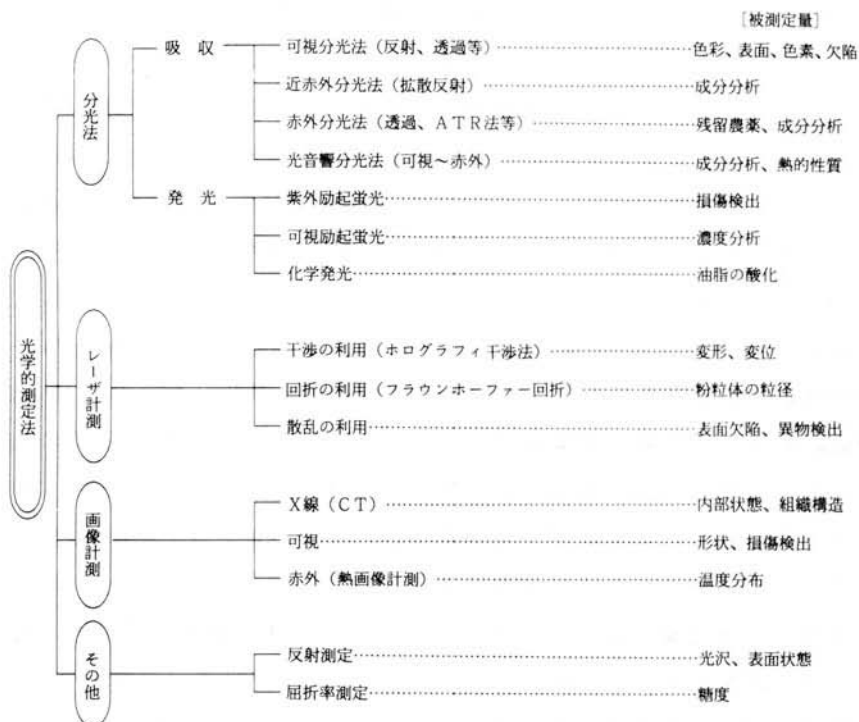 [被測定量]
光学的測定法
分光法
吸収
可視分光法（反射、透過等） 色彩、表面、色素、欠陥
近赤外分光法（拡散反射） 成分分析
赤外分光法（透過、ATR法等） 残留農薬、成分分析
光音響分光法（可視～赤外） 成分分析、熱的性質
発光
紫外励起蛍光 損傷検出
可視励起蛍光 濃度分析
化学発光 油脂の酸化
レーザ計測
干渉の利用（ホログラフィ干渉法） 変形、変位
回折の利用（フラウンホーファー回折） 粉粒体の粒径
散乱の利用 表面欠陥、異物検出
画像計測
X線（CT） 内部状態、組織構造
可視 形状、損傷検出
赤外（熱画像計測） 温度分布
その他
反射測定 光沢、表面状態
屈折率測定 糖度